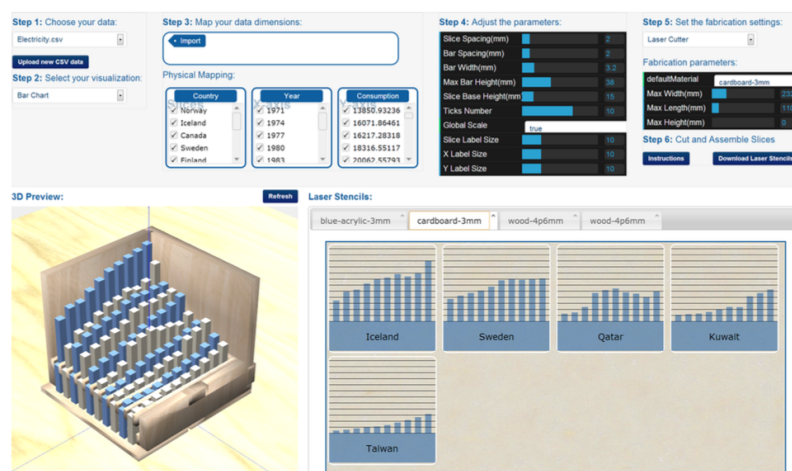 Step 1: Choose your data:
Electricity.csv
Upload new CSV data
Step 2: Select your visualization:
Bar Chart
Step 3: Map your data dimensions:
Import
Physical Mapping:
Country
Slices
Norway
Iceland
Canada
Sweden
Finland
Year
X-axis
1971
1974
1977
1980
1983
Consumption
Y-axis
13850.93236
16071.86461
16217.28318
18316.55117
20062.55793
Step 4: Adjust the parameters:
Slice Spacing(mm) 2
Bar Spacing(mm) 2
Bar Width(mm) 3.2
Max Bar Height(mm) 38
Slice Base Height(mm 15
Ticks Number 10
Global Scale true
Slice Label Size 10
X Label Size 10
Y Label Size 10
Step 5: Set the fabrication settings:
Laser Cutter
Fabrication parameters:
defaultMaterial cardboard-3mm
Max Width(mm)
Max Length(mm)
Max Height(mm) 0
Step 6: Cut and Assemble Slices
Instructions
Download Laser Stencils
3D Preview:
Refresh
Laser Stencils:
blue-acrylic-3mm
cardboard-3mm
wood-4p6mm
wood-4p6mm
Iceland
Sweden
Qatar
Kuwait
Taiwan